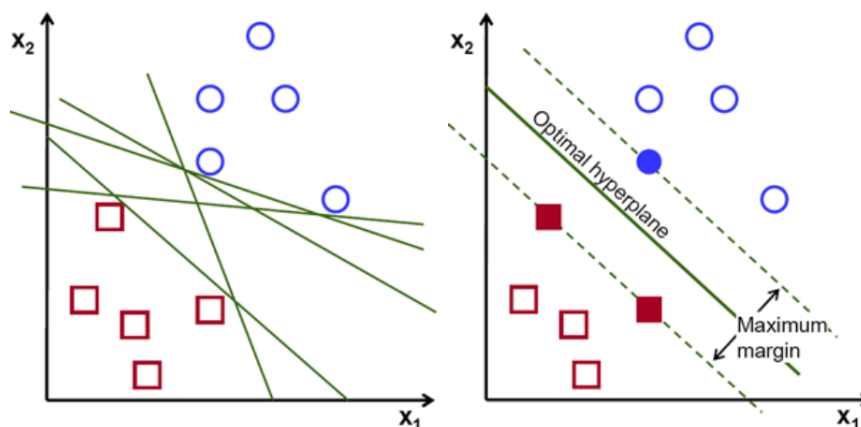 x₂
x₁
x₂
Optimal hyperplane
Maximum
margin
x₁